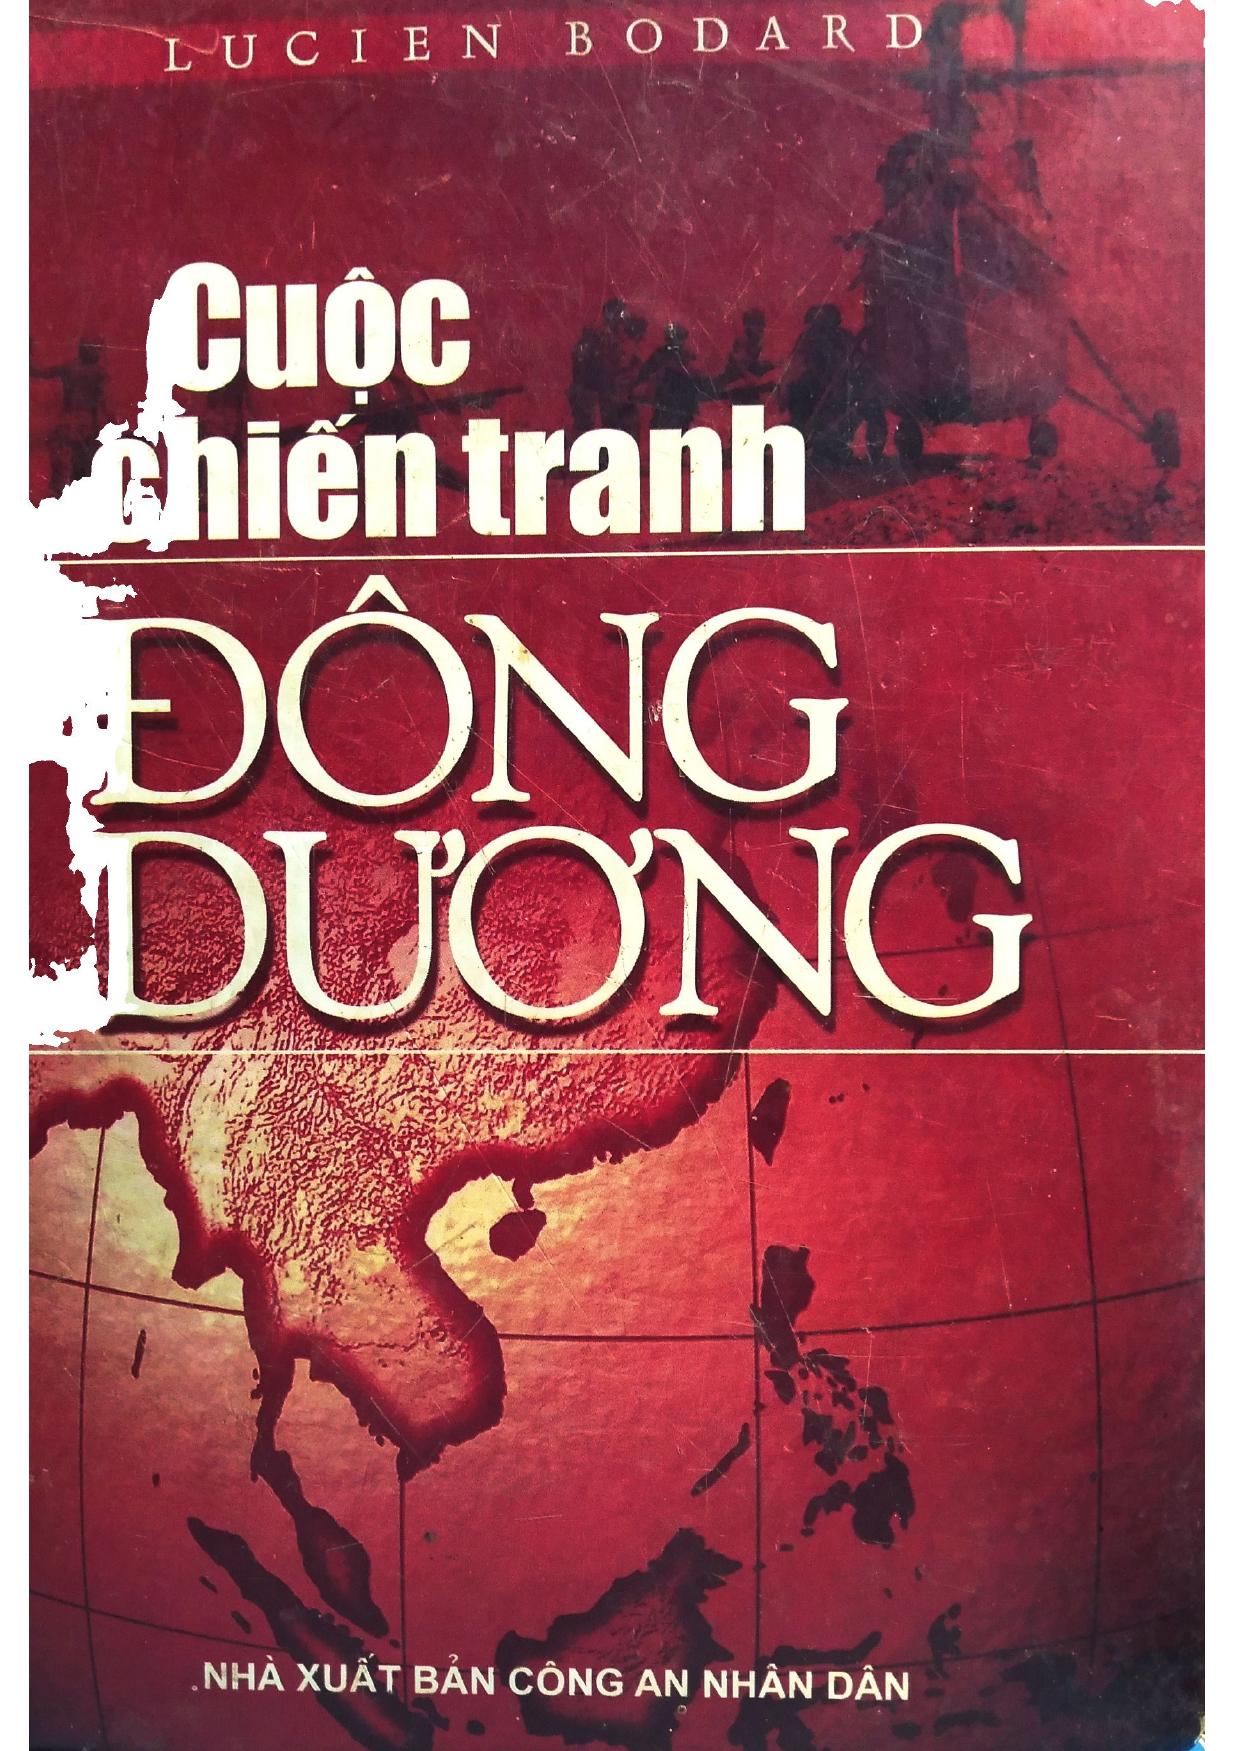 LUCIEN BODARD
Cuộc
chiến tranh
ĐÔNG
DƯƠNG
NHÀ XUẤT BẢN CÔNG AN NHÂN DÂN